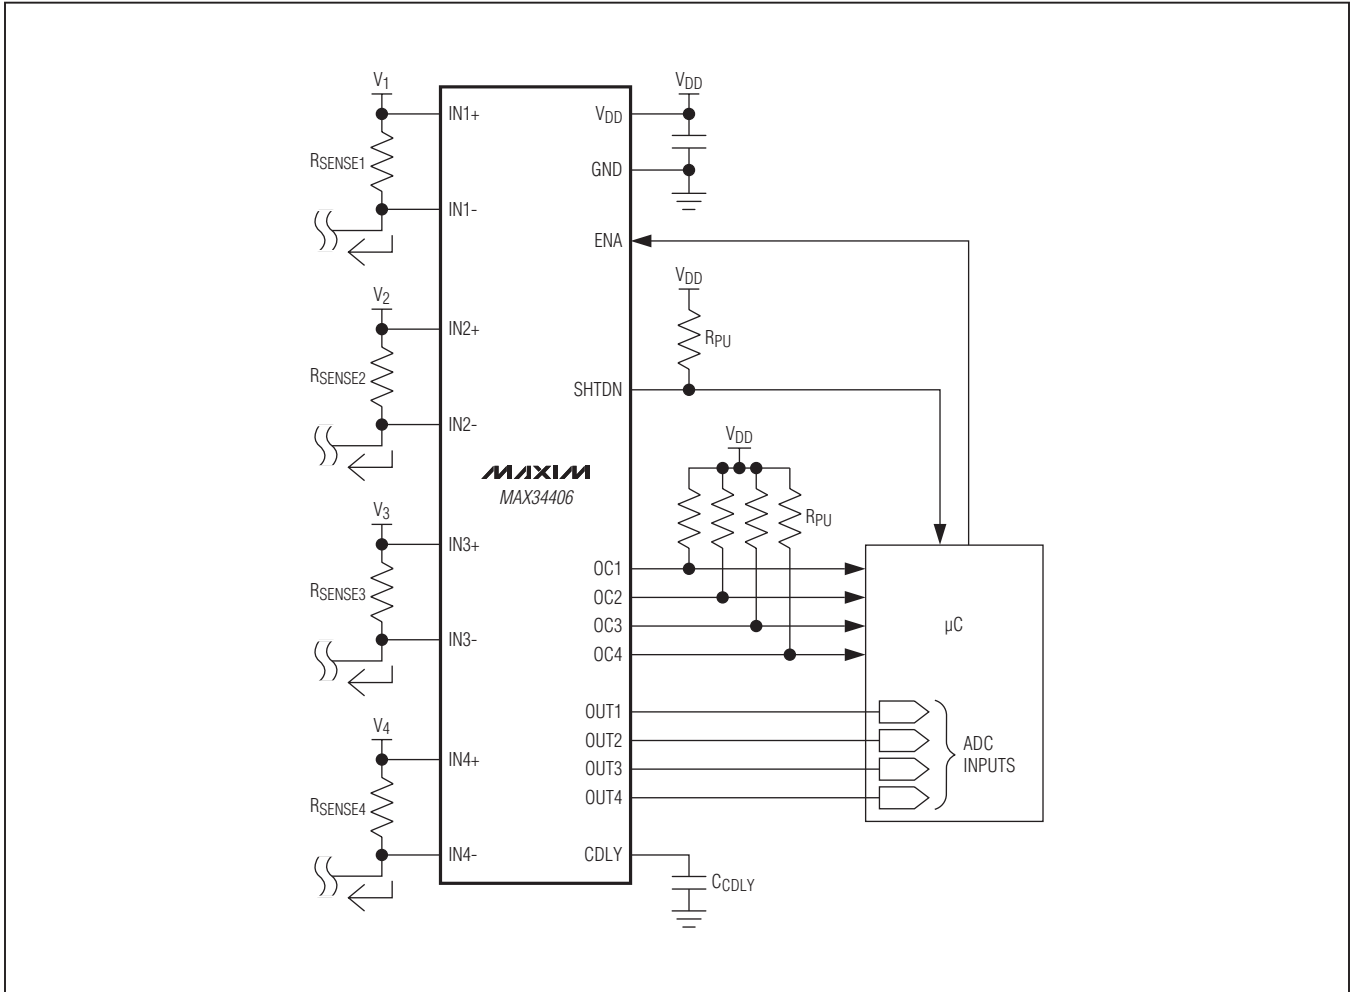 V1
IN1+
RSENSE1
IN1-
V2
IN2+
RSENSE2
IN2-
V3
IN3+
RSENSE3
IN3-
V4
IN4+
RSENSE4
IN4-
MAXIM
MAX34406
VDD
VDD
GND
ENA
VDD
RPU
SHTDN
VDD
RPU
OC1
OC2
OC3
OC4
OUT1
OUT2
OUT3
OUT4
CDLY
CCDLY
µC
ADC
INPUTS